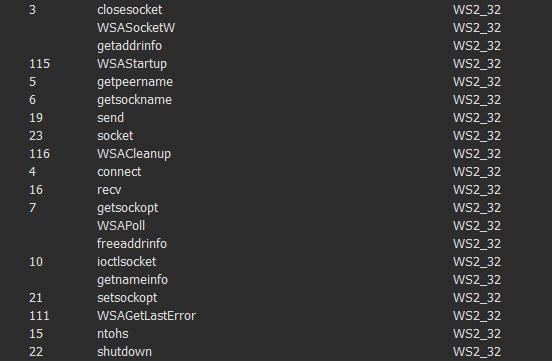 3 closesocket WS2_32
WSASocketW WS2_32
getaddrinfo WS2_32
115 WSAStartup WS2_32
5 getpeername WS2_32
6 getsockname WS2_32
19 send WS2_32
23 socket WS2_32
116 WSACleanup WS2_32
4 connect WS2_32
16 recv WS2_32
7 getsockopt WS2_32
WSAPoll WS2_32
freeaddrinfo WS2_32
10 ioctlsocket WS2_32
getnameinfo WS2_32
21 setsockopt WS2_32
111 WSAGetLastError WS2_32
15 ntohs WS2_32
22 shutdown WS2_32